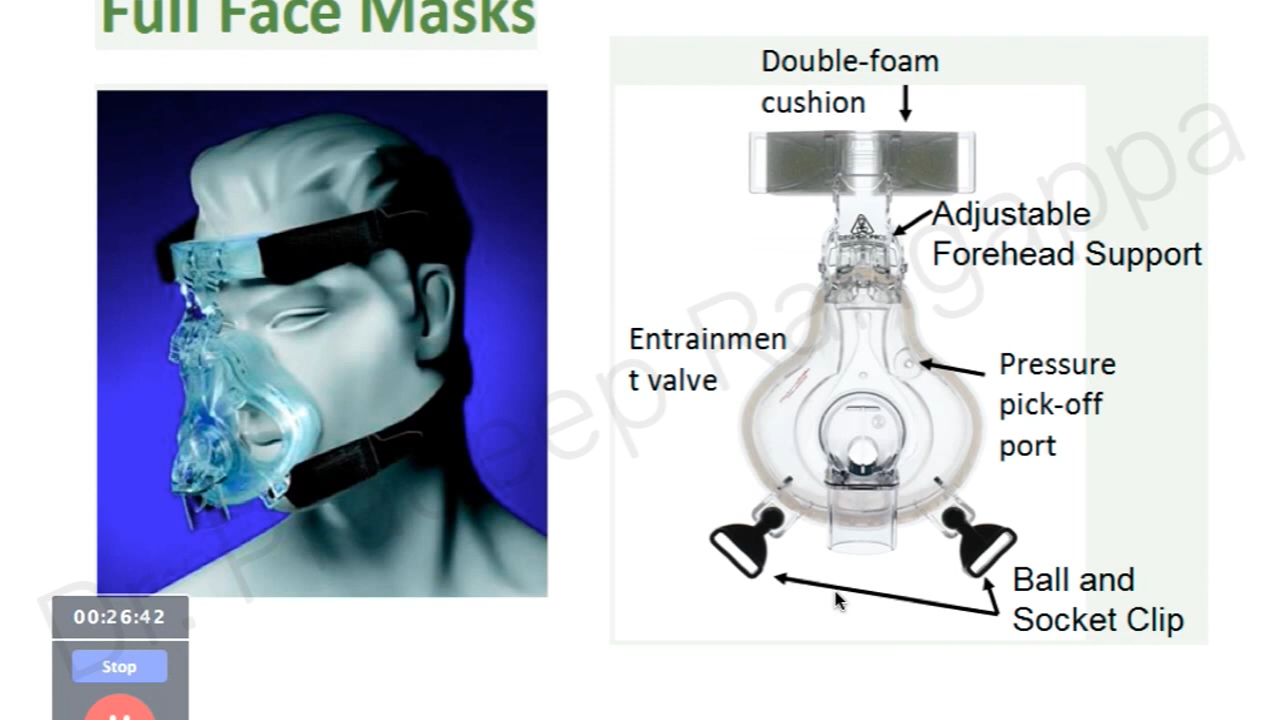 Full Face Masks
Double-foam
cushion
Adjustable
Forehead Support
Entrainmen
t valve
Pressure
pick-off
port
Ball and
Socket Clip
00:26:42
Stop